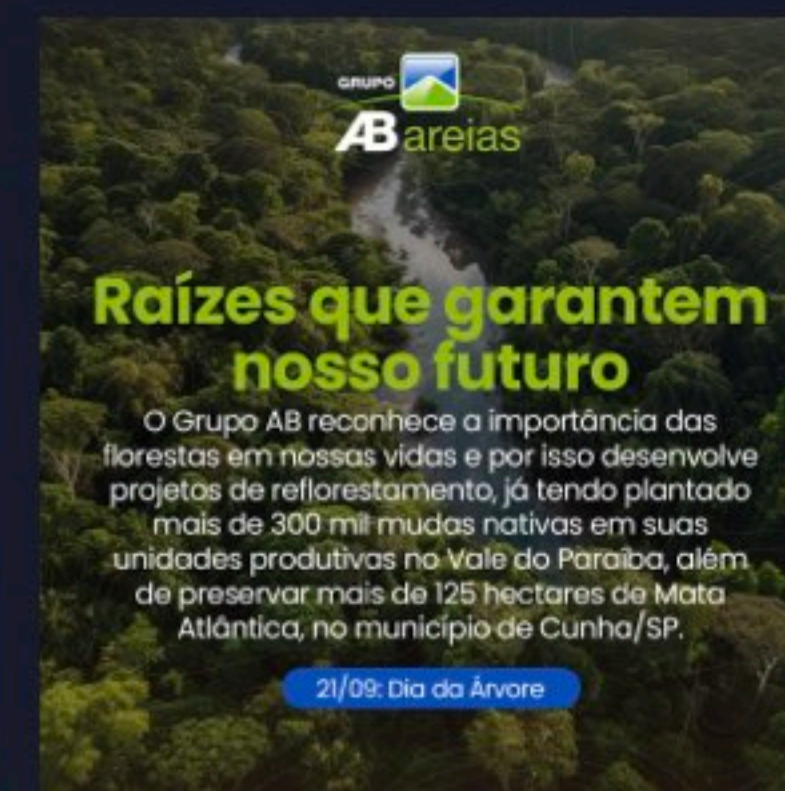 GRUPO
AB areias
Raízes que garantem
nosso futuro
O Grupo AB reconhece a importância das
florestas em nossas vidas e por isso desenvolve
projetos de reflorestamento, já tendo plantado
mais de 300 mil mudas nativas em suas
unidades produtivas no Vale do Paraíba, além
de preservar mais de 125 hectares de Mata
Atlântica, no município de Cunha/SP.
21/09: Dia da Árvore